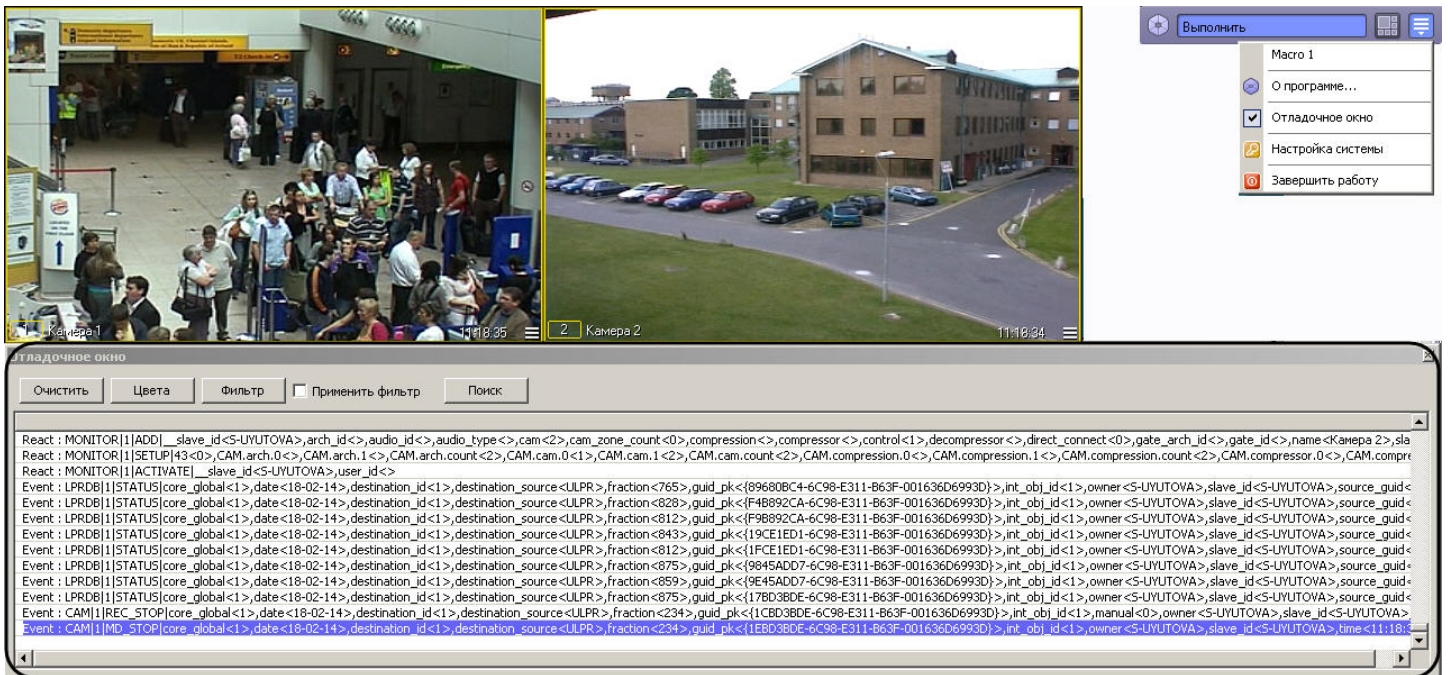 Domestic departures
International departures
Airport Information
1 Камера 1
11:18:35
2 Камера 2
11:18:34
Выполнить
Macro 1
О программе...
Отладочное окно
Настройка системы
Завершить работу
Отладочное окно
Очистить
Цвета
Фильтр
Применить фильтр
Поиск
React : MONITOR|1|ADD|__slave_id<S-UYUTOVA>,arch_id<>,audio_id<>,audio_type<>,cam<2>,cam_zone_count<0>,compression<>,compressor<>,control<1>,decompressor<>,direct_connect<0>,gate_arch_id<>,gate_id<>,name<Камера 2>,sla
React : MONITOR|1|SETUP|43<0>,CAM.arch.0<>,CAM.arch.1<>,CAM.arch.count<2>,CAM.cam.0<1>,CAM.cam.1<2>,CAM.cam.count<2>,CAM.compression.0<>,CAM.compression.1<>,CAM.compression.count<2>,CAM.compressor.0<>,CAM.compre
React : MONITOR|1|ACTIVATE|__slave_id<S-UYUTOVA>,user_id<>
Event : LPRDB|1|STATUS|core_global<1>,date<18-02-14>,destination_id<1>,destination_source<ULPR>,fraction<765>,guid_pk<{89680BC4-6C98-E311-B63F-001636D6993D}>,int_obj_id<1>,owner<S-UYUTOVA>,slave_id<S-UYUTOVA>,source_guid<
Event : LPRDB|1|STATUS|core_global<1>,date<18-02-14>,destination_id<1>,destination_source<ULPR>,fraction<828>,guid_pk<{F4B892CA-6C98-E311-B63F-001636D6993D}>,int_obj_id<1>,owner<S-UYUTOVA>,slave_id<S-UYUTOVA>,source_guid<
Event : LPRDB|1|STATUS|core_global<1>,date<18-02-14>,destination_id<1>,destination_source<ULPR>,fraction<812>,guid_pk<{F9B892CA-6C98-E311-B63F-001636D6993D}>,int_obj_id<1>,owner<S-UYUTOVA>,slave_id<S-UYUTOVA>,source_guid<
Event : LPRDB|1|STATUS|core_global<1>,date<18-02-14>,destination_id<1>,destination_source<ULPR>,fraction<843>,guid_pk<{19CE1ED1-6C98-E311-B63F-001636D6993D}>,int_obj_id<1>,owner<S-UYUTOVA>,slave_id<S-UYUTOVA>,source_guid<
Event : LPRDB|1|STATUS|core_global<1>,date<18-02-14>,destination_id<1>,destination_source<ULPR>,fraction<812>,guid_pk<{1FCE1ED1-6C98-E311-B63F-001636D6993D}>,int_obj_id<1>,owner<S-UYUTOVA>,slave_id<S-UYUTOVA>,source_guid<
Event : LPRDB|1|STATUS|core_global<1>,date<18-02-14>,destination_id<1>,destination_source<ULPR>,fraction<875>,guid_pk<{9845ADD7-6C98-E311-B63F-001636D6993D}>,int_obj_id<1>,owner<S-UYUTOVA>,slave_id<S-UYUTOVA>,source_guid<
Event : LPRDB|1|STATUS|core_global<1>,date<18-02-14>,destination_id<1>,destination_source<ULPR>,fraction<859>,guid_pk<{9E45ADD7-6C98-E311-B63F-001636D6993D}>,int_obj_id<1>,owner<S-UYUTOVA>,slave_id<S-UYUTOVA>,source_guid<
Event : LPRDB|1|STATUS|core_global<1>,date<18-02-14>,destination_id<1>,destination_source<ULPR>,fraction<875>,guid_pk<{17BD3BDE-6C98-E311-B63F-001636D6993D}>,int_obj_id<1>,owner<S-UYUTOVA>,slave_id<S-UYUTOVA>,source_guid<
Event : CAM|1|REC_STOP|core_global<1>,date<18-02-14>,destination_id<1>,destination_source<ULPR>,fraction<234>,guid_pk<{1CBD3BDE-6C98-E311-B63F-001636D6993D}>,int_obj_id<1>,manual<0>,owner<S-UYUTOVA>,slave_id<S-UYUTOVA>,
Event : CAM|1|MD_STOP|core_global<1>,date<18-02-14>,destination_id<1>,destination_source<ULPR>,fraction<234>,guid_pk<{1EBD3BDE-6C98-E311-B63F-001636D6993D}>,int_obj_id<1>,owner<S-UYUTOVA>,slave_id<S-UYUTOVA>,time<11:18:3